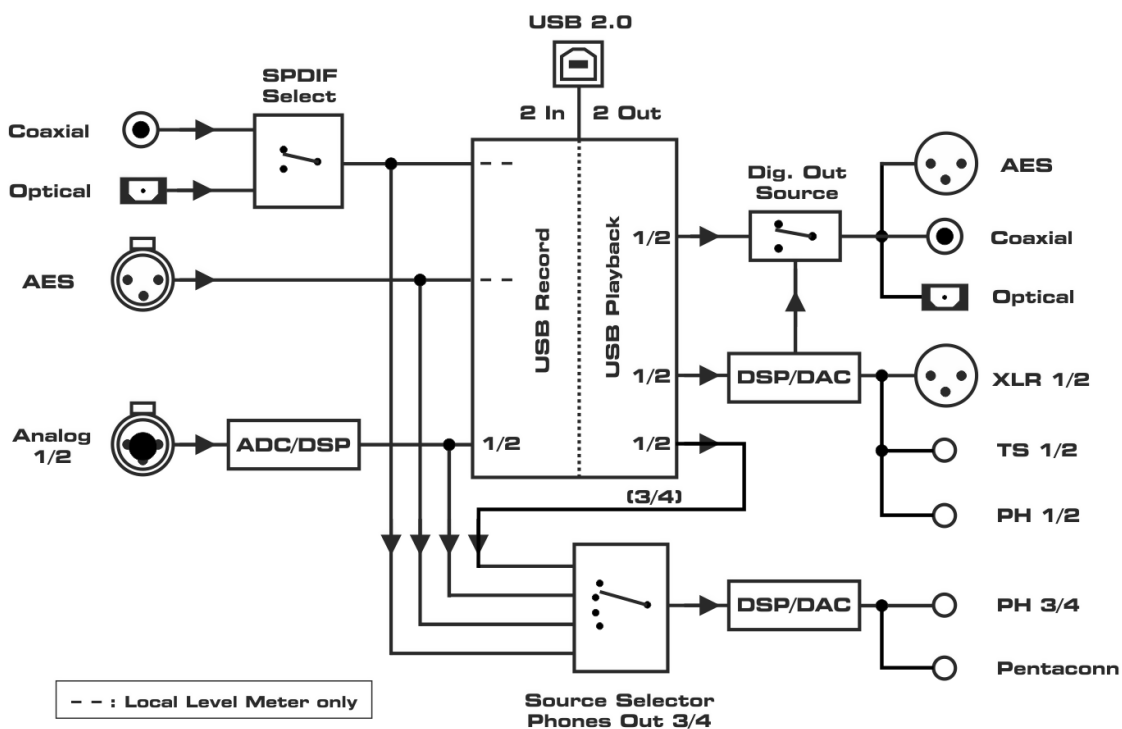 USB 2.0
SPDIF
Select
2 In
2 Out
Coaxial
Optical
AES
Analog
1/2
ADC/DSP
1/2
USB Record
USB Playback
1/2
1/2
1/2
(3/4)
Dig. Out
Source
DSP/DAC
AES
Coaxial
Optical
XLR 1/2
TS 1/2
PH 1/2
DSP/DAC
PH 3/4
Pentaconn
Source Selector
Phones Out 3/4
- - : Local Level Meter only